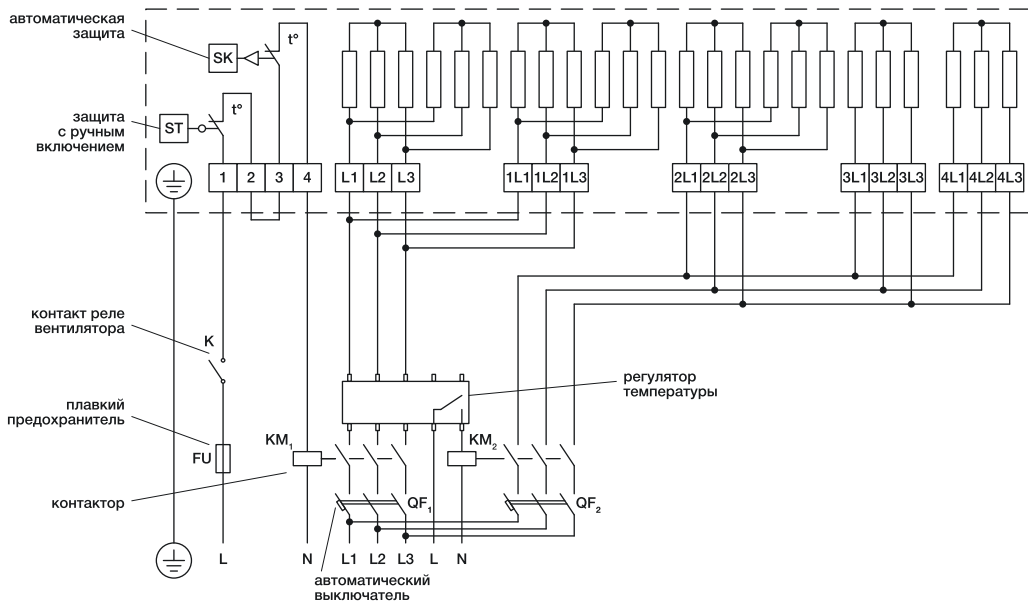 автоматическая
защита
SK
t°
защита
с ручным
включением
ST
t°
1 2 3 4
L1 L2 L3
1L1 1L2 1L3
2L1 2L2 2L3
3L1 3L2 3L3
4L1 4L2 4L3
контакт реле
вентилятора
K
регулятор
температуры
плавкий
предохранитель
FU
KM₁
KM₂
контактор
QF₁
QF₂
L N L1 L2 L3 L N
автоматический
выключатель